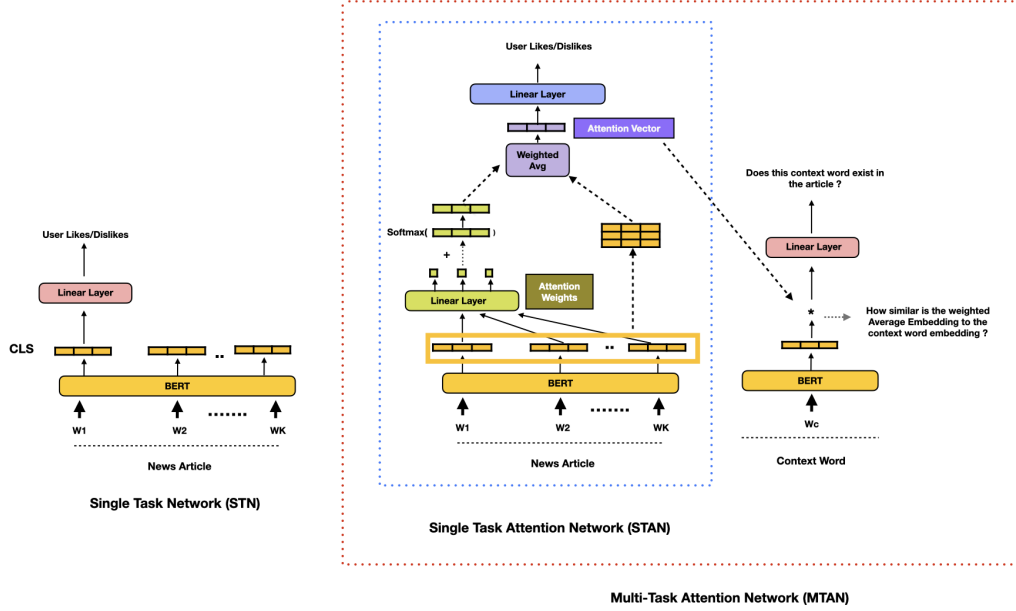 User Likes/Dislikes
Linear Layer
CLS
..
BERT
W1 W2 ....... WK
News Article
Single Task Network (STN)
User Likes/Dislikes
Linear Layer
Attention Vector
Weighted
Avg
Softmax( )
+
Attention
Weights
Linear Layer
..
BERT
W1 W2 ....... WK
News Article
Single Task Attention Network (STAN)
Does this context word exist in
the article ?
Linear Layer
*
How similar is the weighted
Average Embedding to the
context word embedding ?
BERT
Wc
Context Word
Multi-Task Attention Network (MTAN)